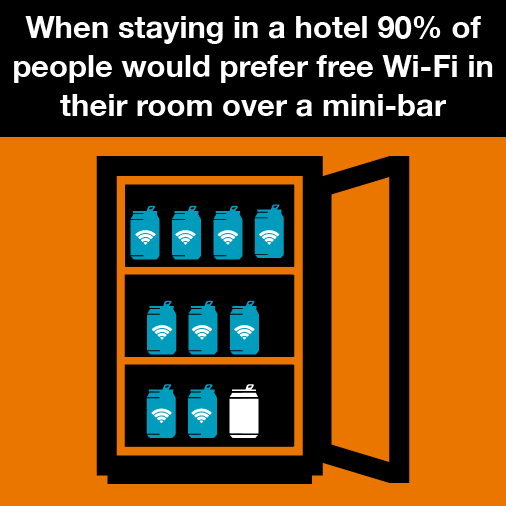 When staying in a hotel 90% of
people would prefer free Wi-Fi in
their room over a mini-bar